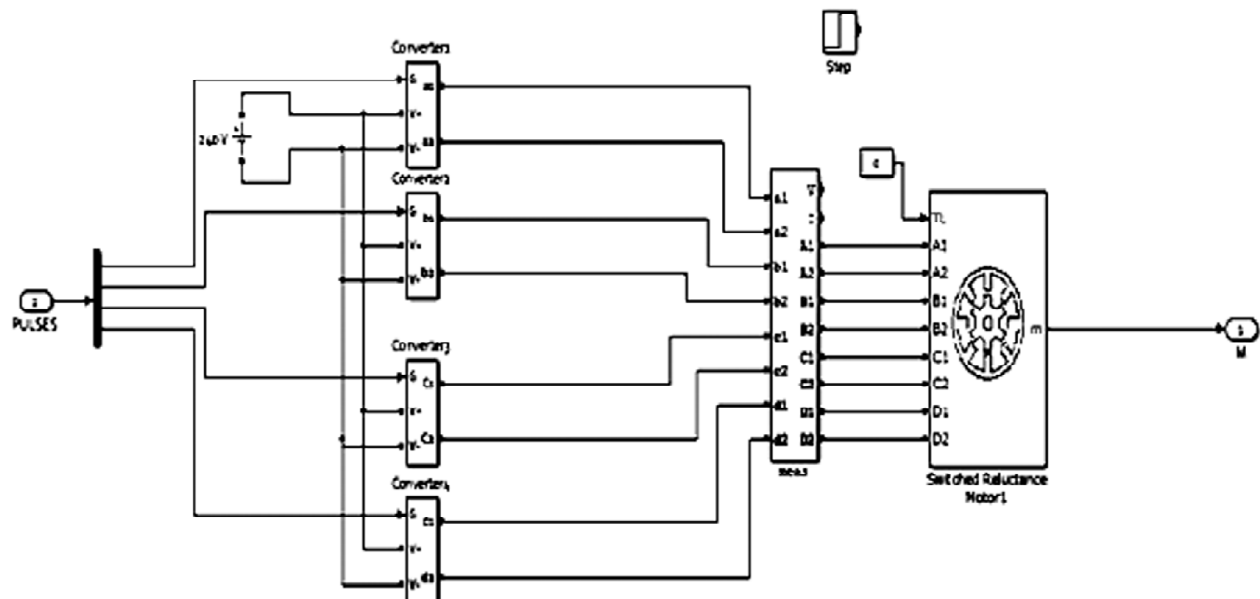 Converter1
Step
G
V+
V-
240 V
Converter2
G
V+
V-
PULSES
Converter3
G
V+
V-
Converter4
G
V+
V-
a1
a2
b1
b2
c1
c2
d1
d2
A1
A2
B1
B2
C1
C2
D1
D2
TL
A1
A2
B1
B2
C1
C2
D1
D2
m
M
Switched Reluctance
Motor1